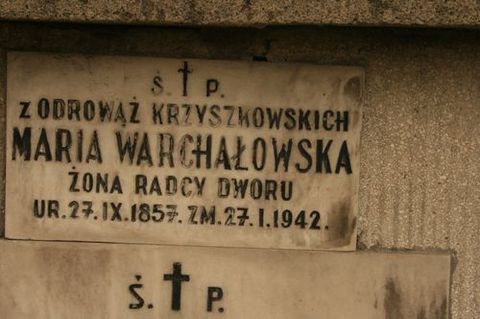 Ś. † P.
Z ODROWĄŻ KRZYSZKOWSKICH
MARIA WARCHAŁOWSKA
ŻONA RADCY DWORU
UR. 27. IX. 1857. ZM. 27. I. 1942.
Ś. † P.